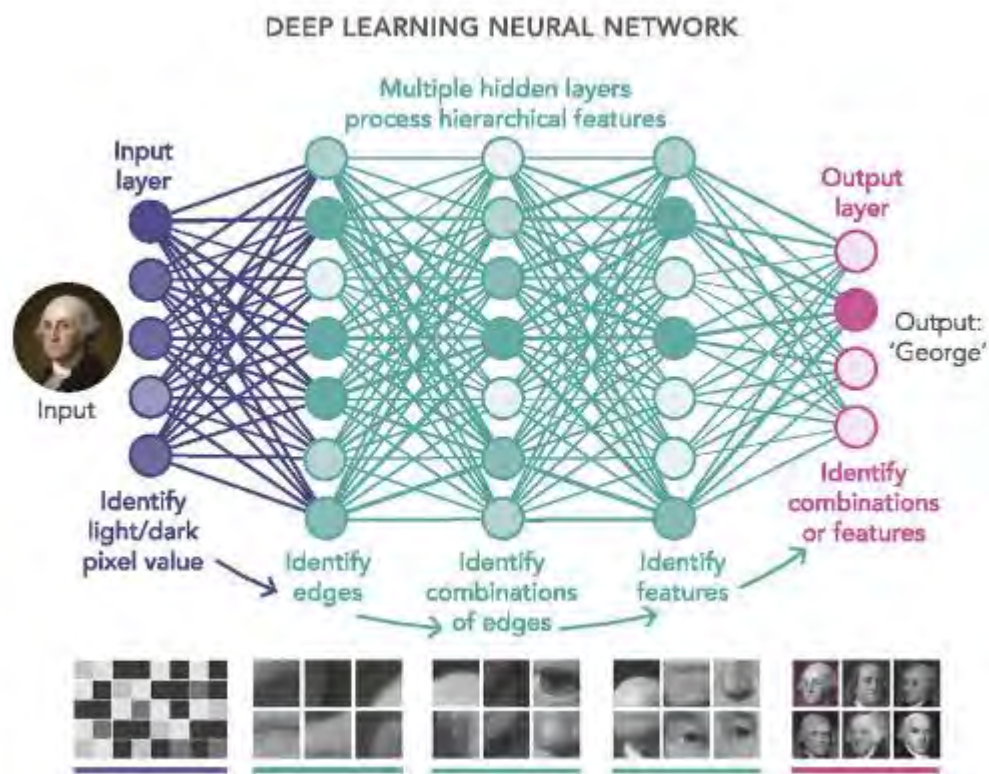 DEEP LEARNING NEURAL NETWORK
Multiple hidden layers
process hierarchical features
Input
layer
Output
layer
Input
Output:
'George'
Identify
light/dark
pixel value
Identify
edges
Identify
combinations
of edges
Identify
features
Identify
combinations
or features